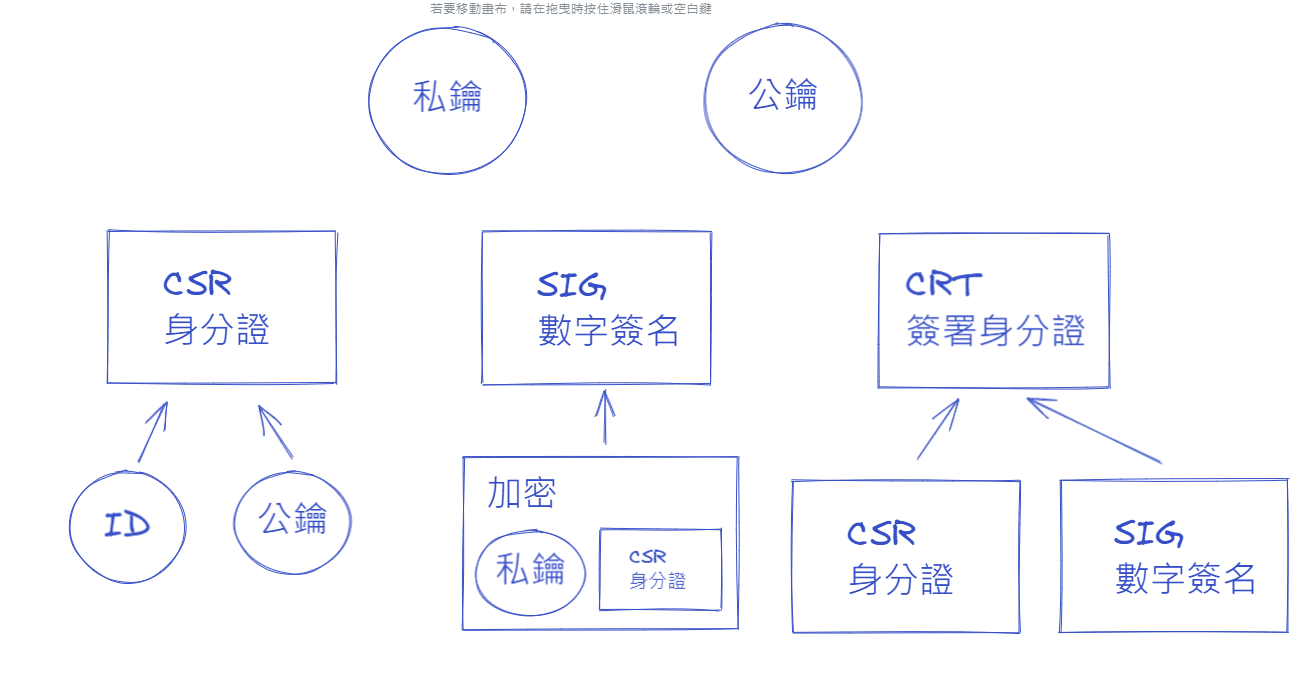 若要移動畫布，請在拖曳時按住滑鼠滾輪或空白鍵
私鑰
公鑰
CSR
身分證
SIG
數字簽名
CRT
簽署身分證
ID
公鑰
加密
私鑰
CSR
身分證
CSR
身分證
SIG
數字簽名